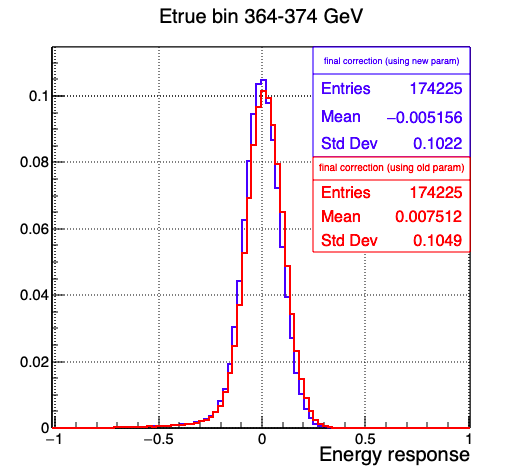 Etrue bin 364-374 GeV
final correction (using new param)
Entries 174225
Mean −0.005156
Std Dev 0.1022
final correction (using old param)
Entries 174225
Mean 0.007512
Std Dev 0.1049
0.1
0.08
0.06
0.04
0.02
0
−1 −0.5 0 0.5 1
Energy response